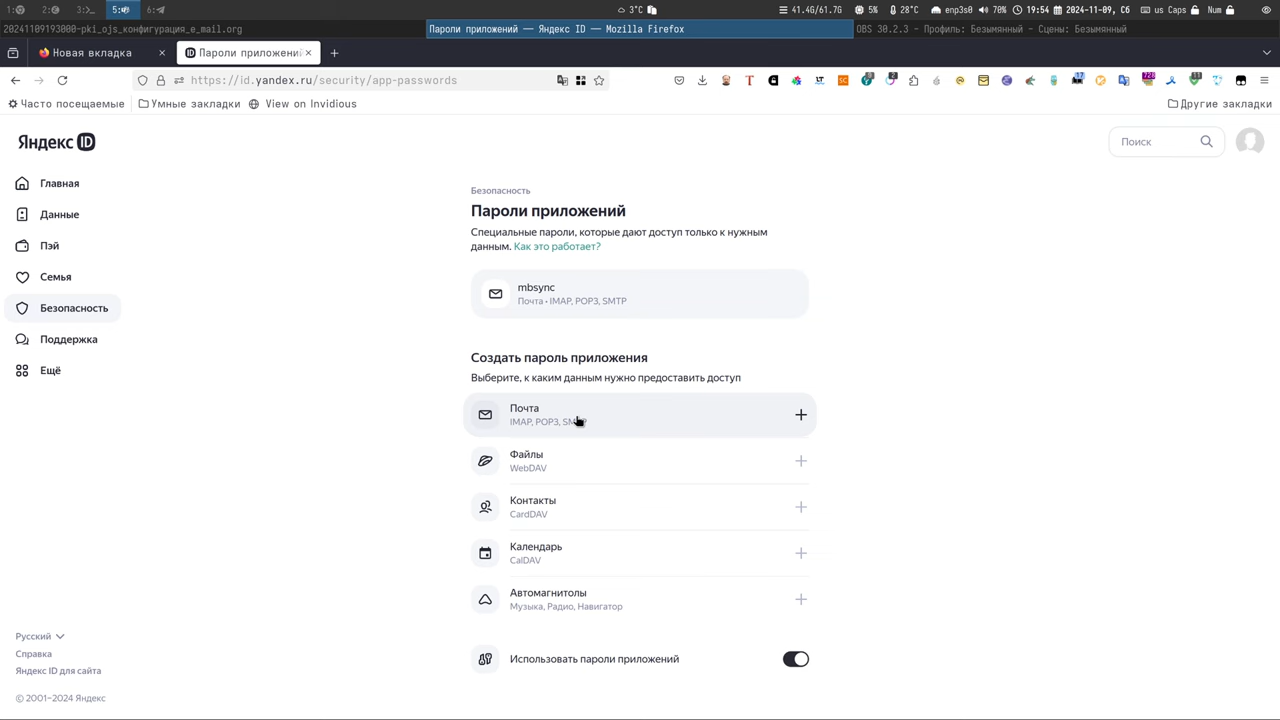 1:
2:
3:
5:
6:
3°C
41.4G/61.7G
5%
28°C
enp3s0
70%
19:54
2024-11-09, Сб
us Caps
Num
20241109193000-pki_ojs_конфигурация_e_mail.org
Пароли приложений — Яндекс ID — Mozilla Firefox
OBS 30.2.3 - Профиль: Безымянный - Сцены: Безымянный
Новая вкладка
Пароли приложений
https://id.yandex.ru/security/app-passwords
Часто посещаемые
Умные закладки
View on Invidious
Другие закладки
Яндекс ID
Поиск
Главная
Данные
Пэй
Семья
Безопасность
Поддержка
Ещё
Безопасность
Пароли приложений
Специальные пароли, которые дают доступ только к нужным
данным. Как это работает?
mbsync
Почта • IMAP, POP3, SMTP
Создать пароль приложения
Выберите, к каким данным нужно предоставить доступ
Почта
IMAP, POP3, SMTP
Файлы
WebDAV
Контакты
CardDAV
Календарь
CalDAV
Автомагнитолы
Музыка, Радио, Навигатор
Использовать пароли приложений
Русский
Справка
Яндекс ID для сайта
© 2001–2024 Яндекс